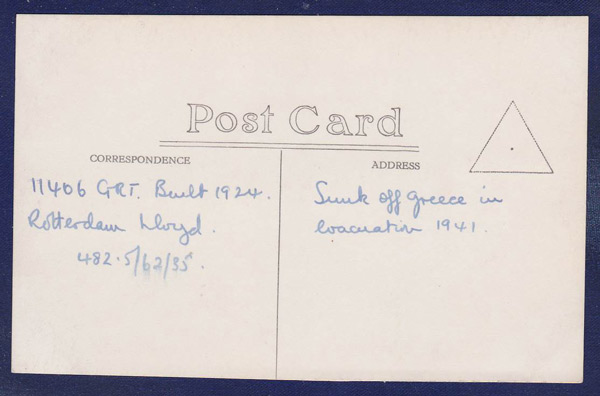 Post Card
CORRESPONDENCE
ADDRESS
11406 GRT. Built 1924.
Rotterdam Lloyd.
482.5/62/35.
Sunk off Greece in
evacuation 1941.